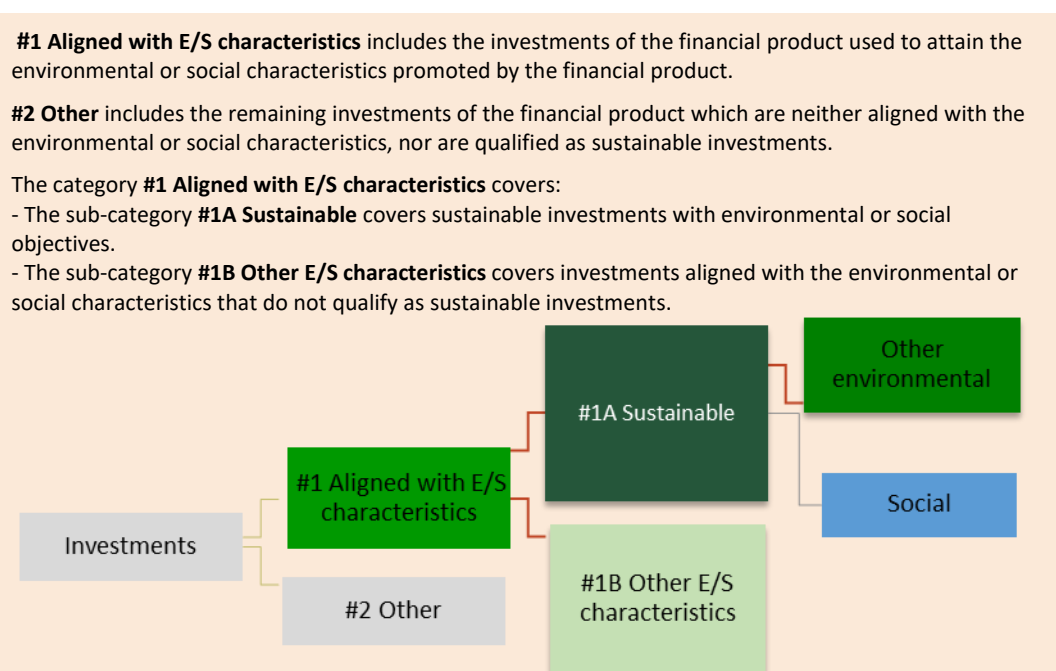 #1 Aligned with E/S characteristics includes the investments of the financial product used to attain the
environmental or social characteristics promoted by the financial product.
#2 Other includes the remaining investments of the financial product which are neither aligned with the
environmental or social characteristics, nor are qualified as sustainable investments.
The category #1 Aligned with E/S characteristics covers:
- The sub-category #1A Sustainable covers sustainable investments with environmental or social
objectives.
- The sub-category #1B Other E/S characteristics covers investments aligned with the environmental or
social characteristics that do not qualify as sustainable investments.
Investments
#1 Aligned with E/S
characteristics
#2 Other
#1A Sustainable
#1B Other E/S
characteristics
Other
environmental
Social